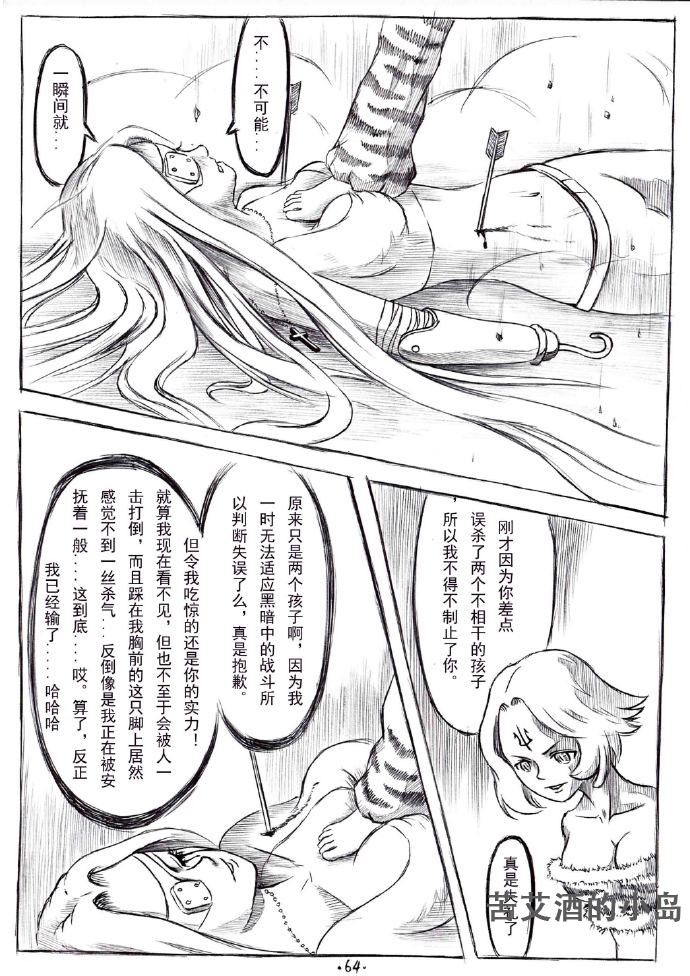 不．．．．
不可能．．．
一瞬间就．．．
刚才因为你差点
误杀了两个不相干的孩子
，所以我不得不制止了你。
真是失礼了
原来只是两个孩子啊，因为我
一时无法适应黑暗中的战斗所
以判断失误了么，真是抱歉。
但令我吃惊的还是你的实力！
就算我现在看不见，但也不至于会被人一
击打倒，而且踩在我胸前的这只脚上居然
感觉不到一丝杀气．．．反倒像是我正在被安
抚着一般．．．这到底．．．哎。算了，反正
我已经输了．．．．哈哈哈
苦艾酒的小岛
·64·